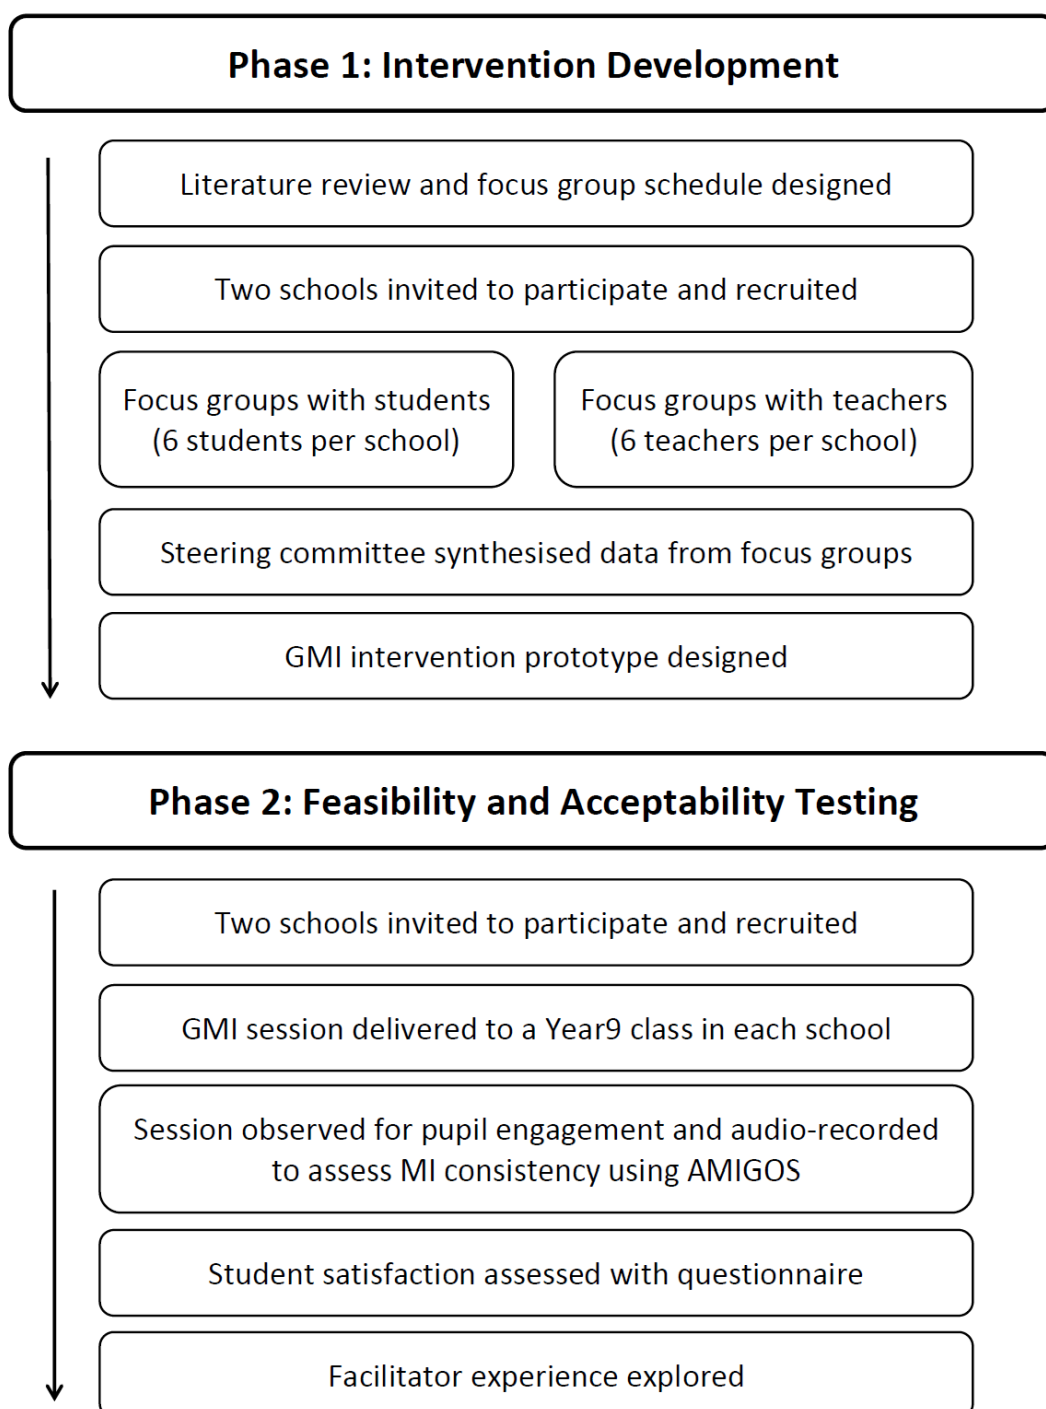 Phase 1: Intervention Development
Literature review and focus group schedule designed
Two schools invited to participate and recruited
Focus groups with students
(6 students per school)
Focus groups with teachers
(6 teachers per school)
Steering committee synthesised data from focus groups
GMI intervention prototype designed
Phase 2: Feasibility and Acceptability Testing
Two schools invited to participate and recruited
GMI session delivered to a Year9 class in each school
Session observed for pupil engagement and audio-recorded
to assess MI consistency using AMIGOS
Student satisfaction assessed with questionnaire
Facilitator experience explored